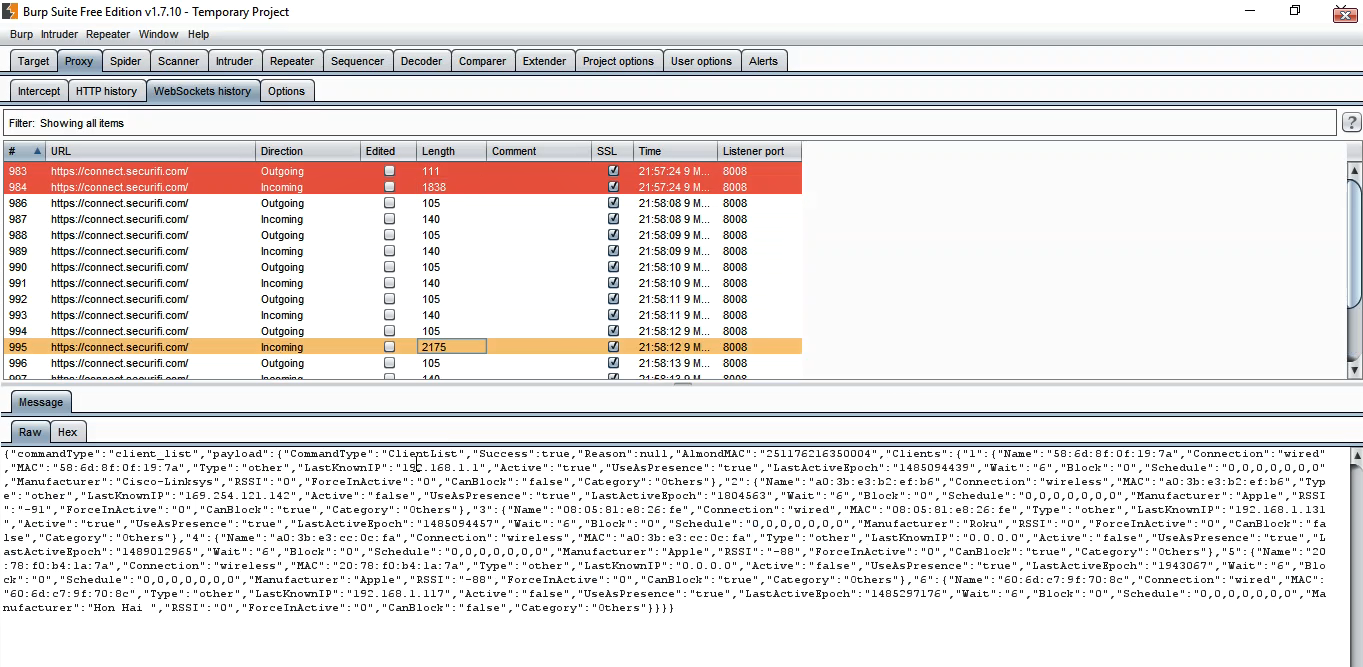 Burp Suite Free Edition v1.7.10 - Temporary Project
Burp Intruder Repeater Window Help
Target Proxy Spider Scanner Intruder Repeater Sequencer Decoder Comparer Extender Project options User options Alerts
Intercept HTTP history WebSockets history Options
Filter: Showing all items ?
# URL Direction Edited Length Comment SSL Time Listener port
983 https://connect.securifi.com/ Outgoing 111 21:57:24 9 M... 8008
984 https://connect.securifi.com/ Incoming 1838 21:57:24 9 M... 8008
986 https://connect.securifi.com/ Outgoing 105 21:58:08 9 M... 8008
987 https://connect.securifi.com/ Incoming 140 21:58:08 9 M... 8008
988 https://connect.securifi.com/ Outgoing 105 21:58:09 9 M... 8008
989 https://connect.securifi.com/ Incoming 140 21:58:09 9 M... 8008
990 https://connect.securifi.com/ Outgoing 105 21:58:10 9 M... 8008
991 https://connect.securifi.com/ Incoming 140 21:58:10 9 M... 8008
992 https://connect.securifi.com/ Outgoing 105 21:58:11 9 M... 8008
993 https://connect.securifi.com/ Incoming 140 21:58:11 9 M... 8008
994 https://connect.securifi.com/ Outgoing 105 21:58:12 9 M... 8008
995 https://connect.securifi.com/ Incoming 2175 21:58:12 9 M... 8008
996 https://connect.securifi.com/ Outgoing 105 21:58:13 9 M... 8008
997 https://connect.securifi.com/ Incoming 140 21:58:13 9 M... 8008
Message
Raw Hex
{"commandType":"client_list","payload":{"CommandType":"ClientList","Success":true,"Reason":null,"AlmondMAC":"251176216350004","Clients":{"1":{"Name":"58:6d:8f:0f:19:7a","Connection":"wired"
,"MAC":"58:6d:8f:0f:19:7a","Type":"other","LastKnownIP":"192.168.1.1","Active":"true","UseAsPresence":"true","LastActiveEpoch":"1485094439","Wait":"6","Block":"0","Schedule":"0,0,0,0,0,0,0"
,"Manufacturer":"Cisco-Linksys","RSSI":"0","ForceInActive":"0","CanBlock":"false","Category":"Others"},"2":{"Name":"a0:3b:e3:b2:ef:b6","Connection":"wireless","MAC":"a0:3b:e3:b2:ef:b6","Typ
e":"other","LastKnownIP":"169.254.121.142","Active":"false","UseAsPresence":"true","LastActiveEpoch":"1804563","Wait":"6","Block":"0","Schedule":"0,0,0,0,0,0,0","Manufacturer":"Apple","RSSI
":"-91","ForceInActive":"0","CanBlock":"true","Category":"Others"},"3":{"Name":"08:05:81:e8:26:fe","Connection":"wired","MAC":"08:05:81:e8:26:fe","Type":"other","LastKnownIP":"192.168.1.131
","Active":"true","UseAsPresence":"true","LastActiveEpoch":"1485094457","Wait":"6","Block":"0","Schedule":"0,0,0,0,0,0,0","Manufacturer":"Roku","RSSI":"0","ForceInActive":"0","CanBlock":"fa
lse","Category":"Others"},"4":{"Name":"a0:3b:e3:cc:0c:fa","Connection":"wireless","MAC":"a0:3b:e3:cc:0c:fa","Type":"other","LastKnownIP":"0.0.0.0","Active":"false","UseAsPresence":"true","L
astActiveEpoch":"1489012965","Wait":"6","Block":"0","Schedule":"0,0,0,0,0,0,0","Manufacturer":"Apple","RSSI":"-88","ForceInActive":"0","CanBlock":"true","Category":"Others"},"5":{"Name":"20
:78:f0:b4:1a:7a","Connection":"wireless","MAC":"20:78:f0:b4:1a:7a","Type":"other","LastKnownIP":"0.0.0.0","Active":"false","UseAsPresence":"true","LastActiveEpoch":"1943067","Wait":"6","Blo
ck":"0","Schedule":"0,0,0,0,0,0,0","Manufacturer":"Apple","RSSI":"-88","ForceInActive":"0","CanBlock":"true","Category":"Others"},"6":{"Name":"60:6d:c7:9f:70:8c","Connection":"wired","MAC":
"60:6d:c7:9f:70:8c","Type":"other","LastKnownIP":"192.168.1.117","Active":"false","UseAsPresence":"true","LastActiveEpoch":"1485297176","Wait":"6","Block":"0","Schedule":"0,0,0,0,0,0,0","Ma
nufacturer":"Hon Hai ","RSSI":"0","ForceInActive":"0","CanBlock":"false","Category":"Others"}}}}